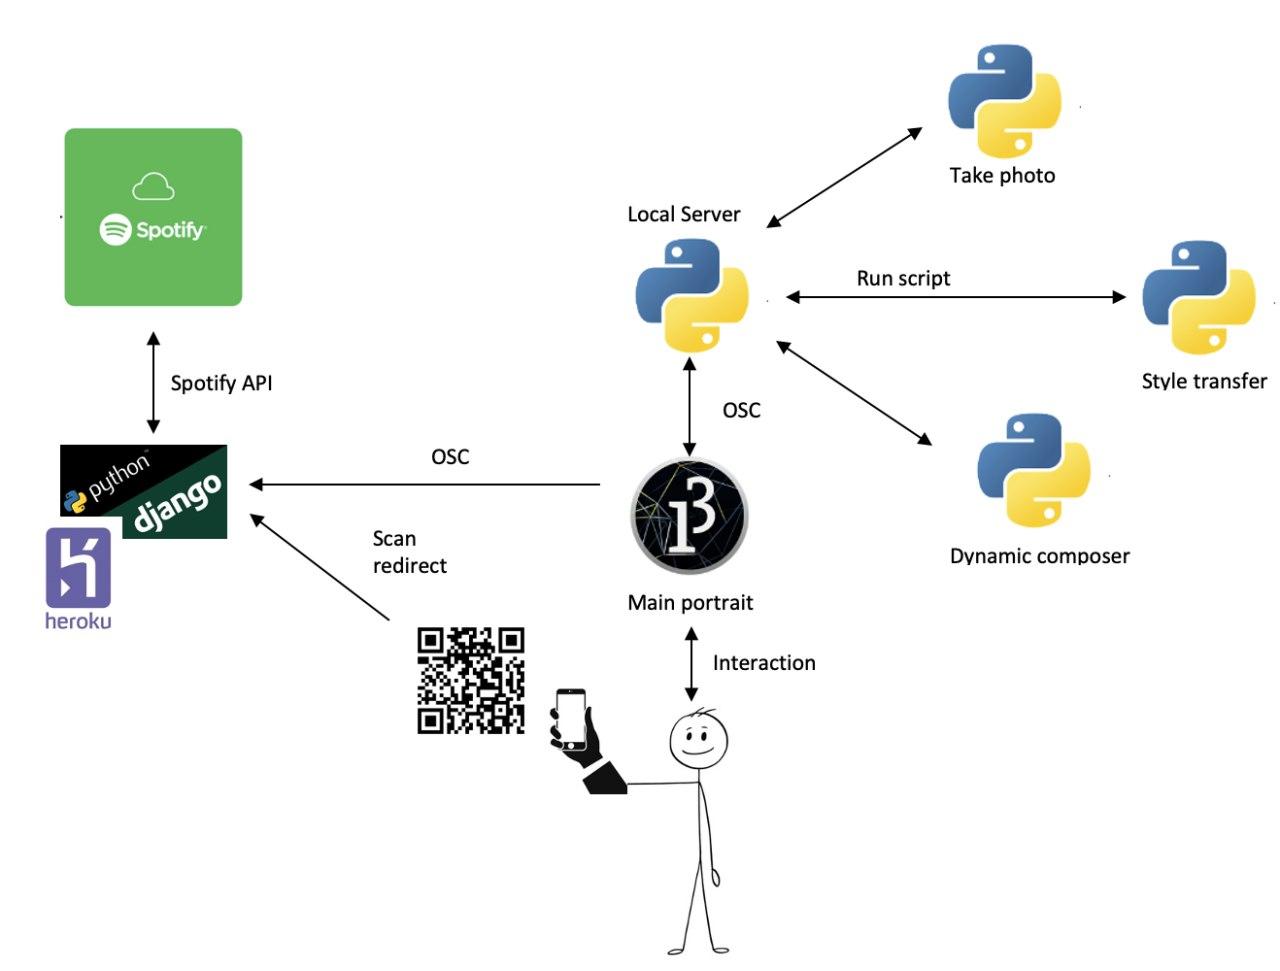 Take photo
Local Server
Spotify
Run script
Spotify API
Style transfer
OSC
OSC
python
django
Scan
redirect
Dynamic composer
heroku
Main portrait
Interaction